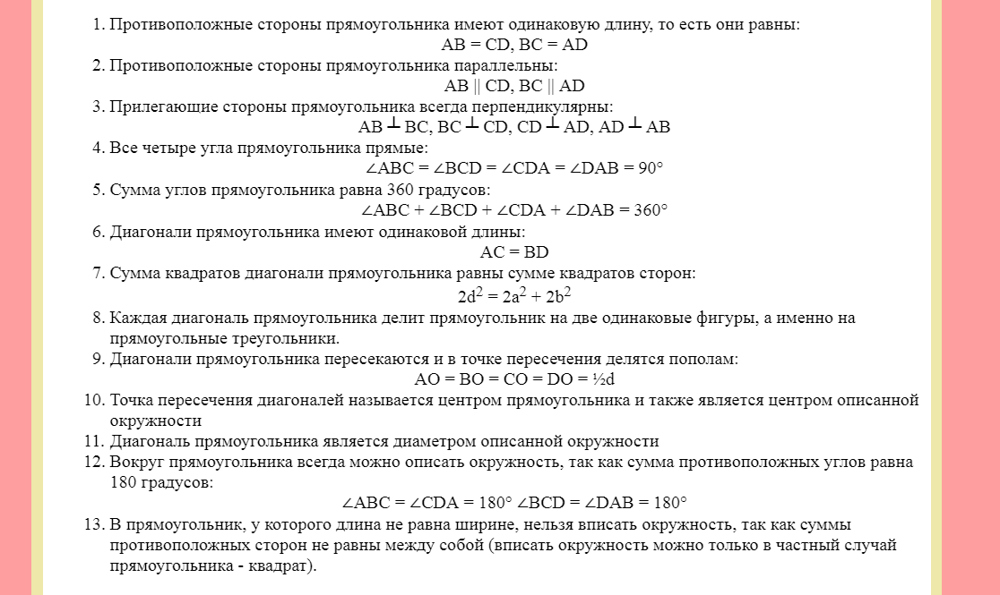 1. Противоположные стороны прямоугольника имеют одинаковую длину, то есть они равны:
AB = CD, BC = AD
2. Противоположные стороны прямоугольника параллельны:
AB || CD, BC || AD
3. Прилегающие стороны прямоугольника всегда перпендикулярны:
AB ┴ BC, BC ┴ CD, CD ┴ AD, AD ┴ AB
4. Все четыре угла прямоугольника прямые:
∠ABC = ∠BCD = ∠CDA = ∠DAB = 90°
5. Сумма углов прямоугольника равна 360 градусов:
∠ABC + ∠BCD + ∠CDA + ∠DAB = 360°
6. Диагонали прямоугольника имеют одинаковой длины:
AC = BD
7. Сумма квадратов диагонали прямоугольника равны сумме квадратов сторон:
2d² = 2a² + 2b²
8. Каждая диагональ прямоугольника делит прямоугольник на две одинаковые фигуры, а именно на
прямоугольные треугольники.
9. Диагонали прямоугольника пересекаются и в точке пересечения делятся пополам:
AO = BO = CO = DO = ½d
10. Точка пересечения диагоналей называется центром прямоугольника и также является центром описанной
окружности
11. Диагональ прямоугольника является диаметром описанной окружности
12. Вокруг прямоугольника всегда можно описать окружность, так как сумма противоположных углов равна
180 градусов:
∠ABC = ∠CDA = 180° ∠BCD = ∠DAB = 180°
13. В прямоугольник, у которого длина не равна ширине, нельзя вписать окружность, так как суммы
противоположных сторон не равны между собой (вписать окружность можно только в частный случай
прямоугольника - квадрат).